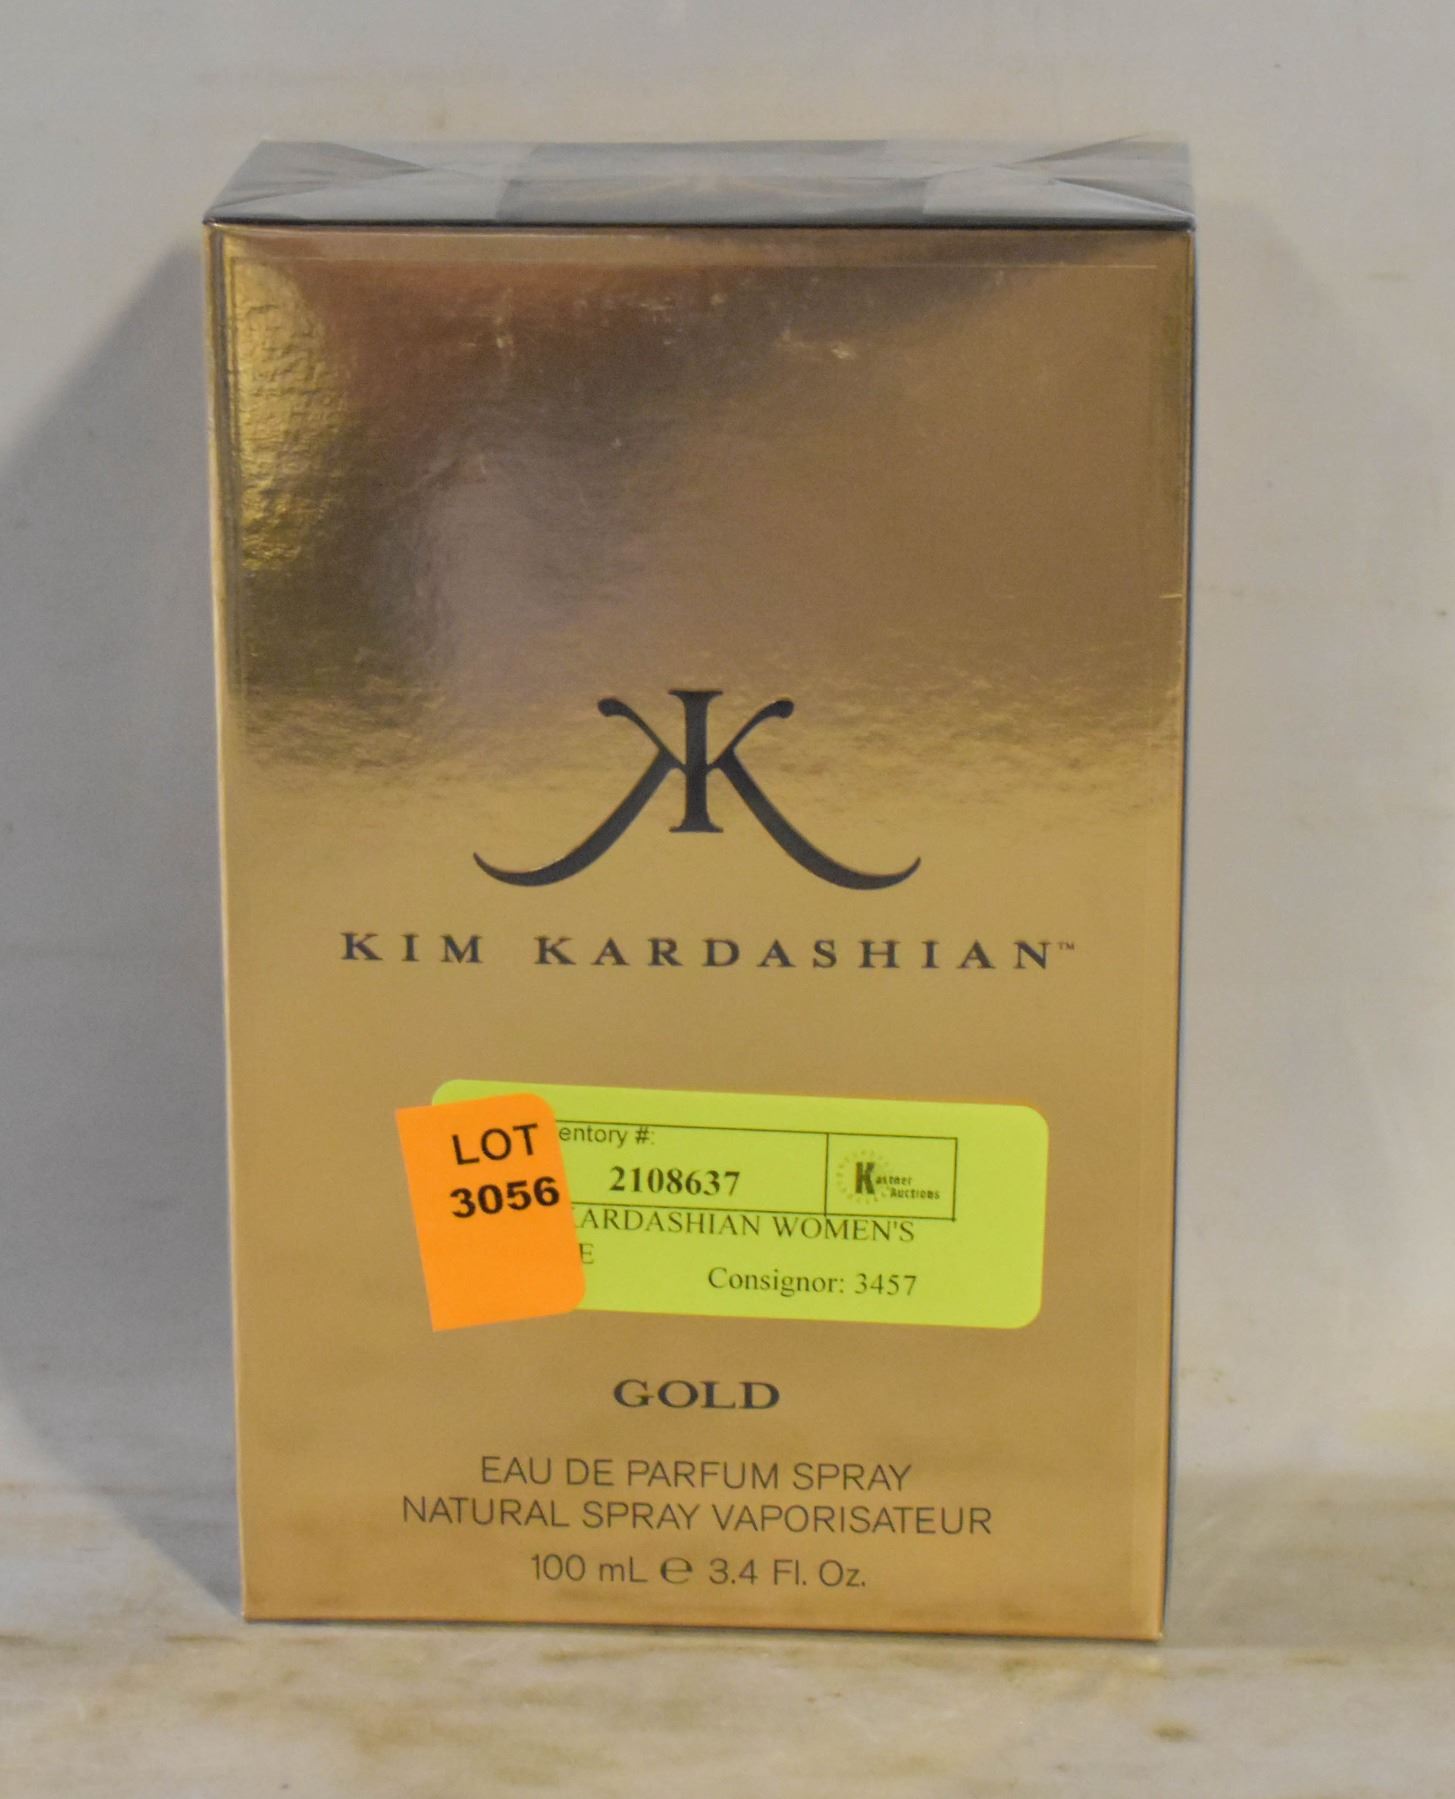 KIM KARDASHIAN™
LOT
3056
entory #:
2108637
Kastner
Auctions
ARDASHIAN WOMEN'S
E
Consignor: 3457
GOLD
EAU DE PARFUM SPRAY
NATURAL SPRAY VAPORISATEUR
100 mL ℮ 3.4 Fl. Oz.